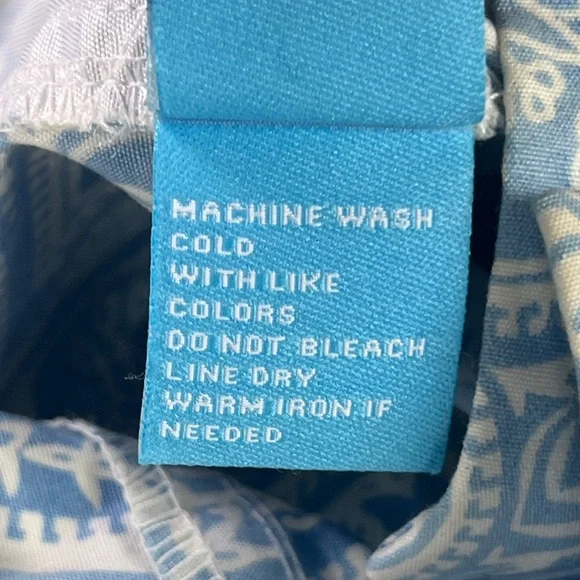 MACHINE WASH
COLD
WITH LIKE
COLORS
DO NOT BLEACH
LINE DRY
WARM IRON IF
NEEDED